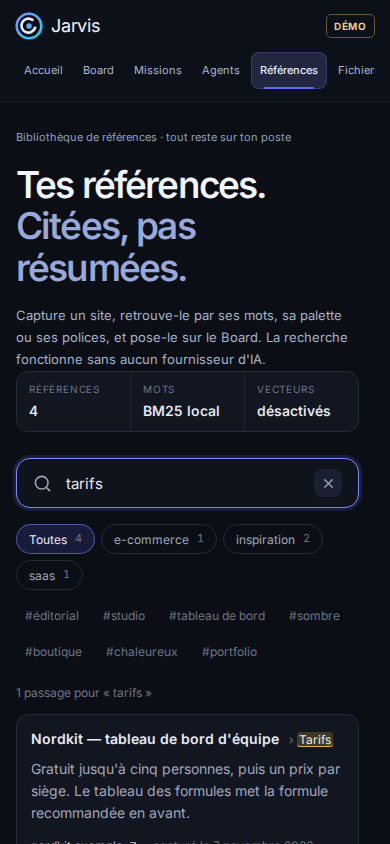 Jarvis
DÉMO
Accueil Board Missions Agents Références Fichier
Bibliothèque de références · tout reste sur ton poste
Tes références.
Citées, pas
résumées.
Capture un site, retrouve-le par ses mots, sa palette
ou ses polices, et pose-le sur le Board. La recherche
fonctionne sans aucun fournisseur d'IA.
RÉFÉRENCES MOTS VECTEURS
4 BM25 local désactivés
tarifs
Toutes 4 e-commerce 1 inspiration 2
saas 1
#éditorial #studio #tableau de bord #sombre
#boutique #chaleureux #portfolio
1 passage pour « tarifs »
Nordkit — tableau de bord d'équipe › Tarifs
Gratuit jusqu'à cinq personnes, puis un prix par
siège. Le tableau des formules met la formule
recommandée en avant.